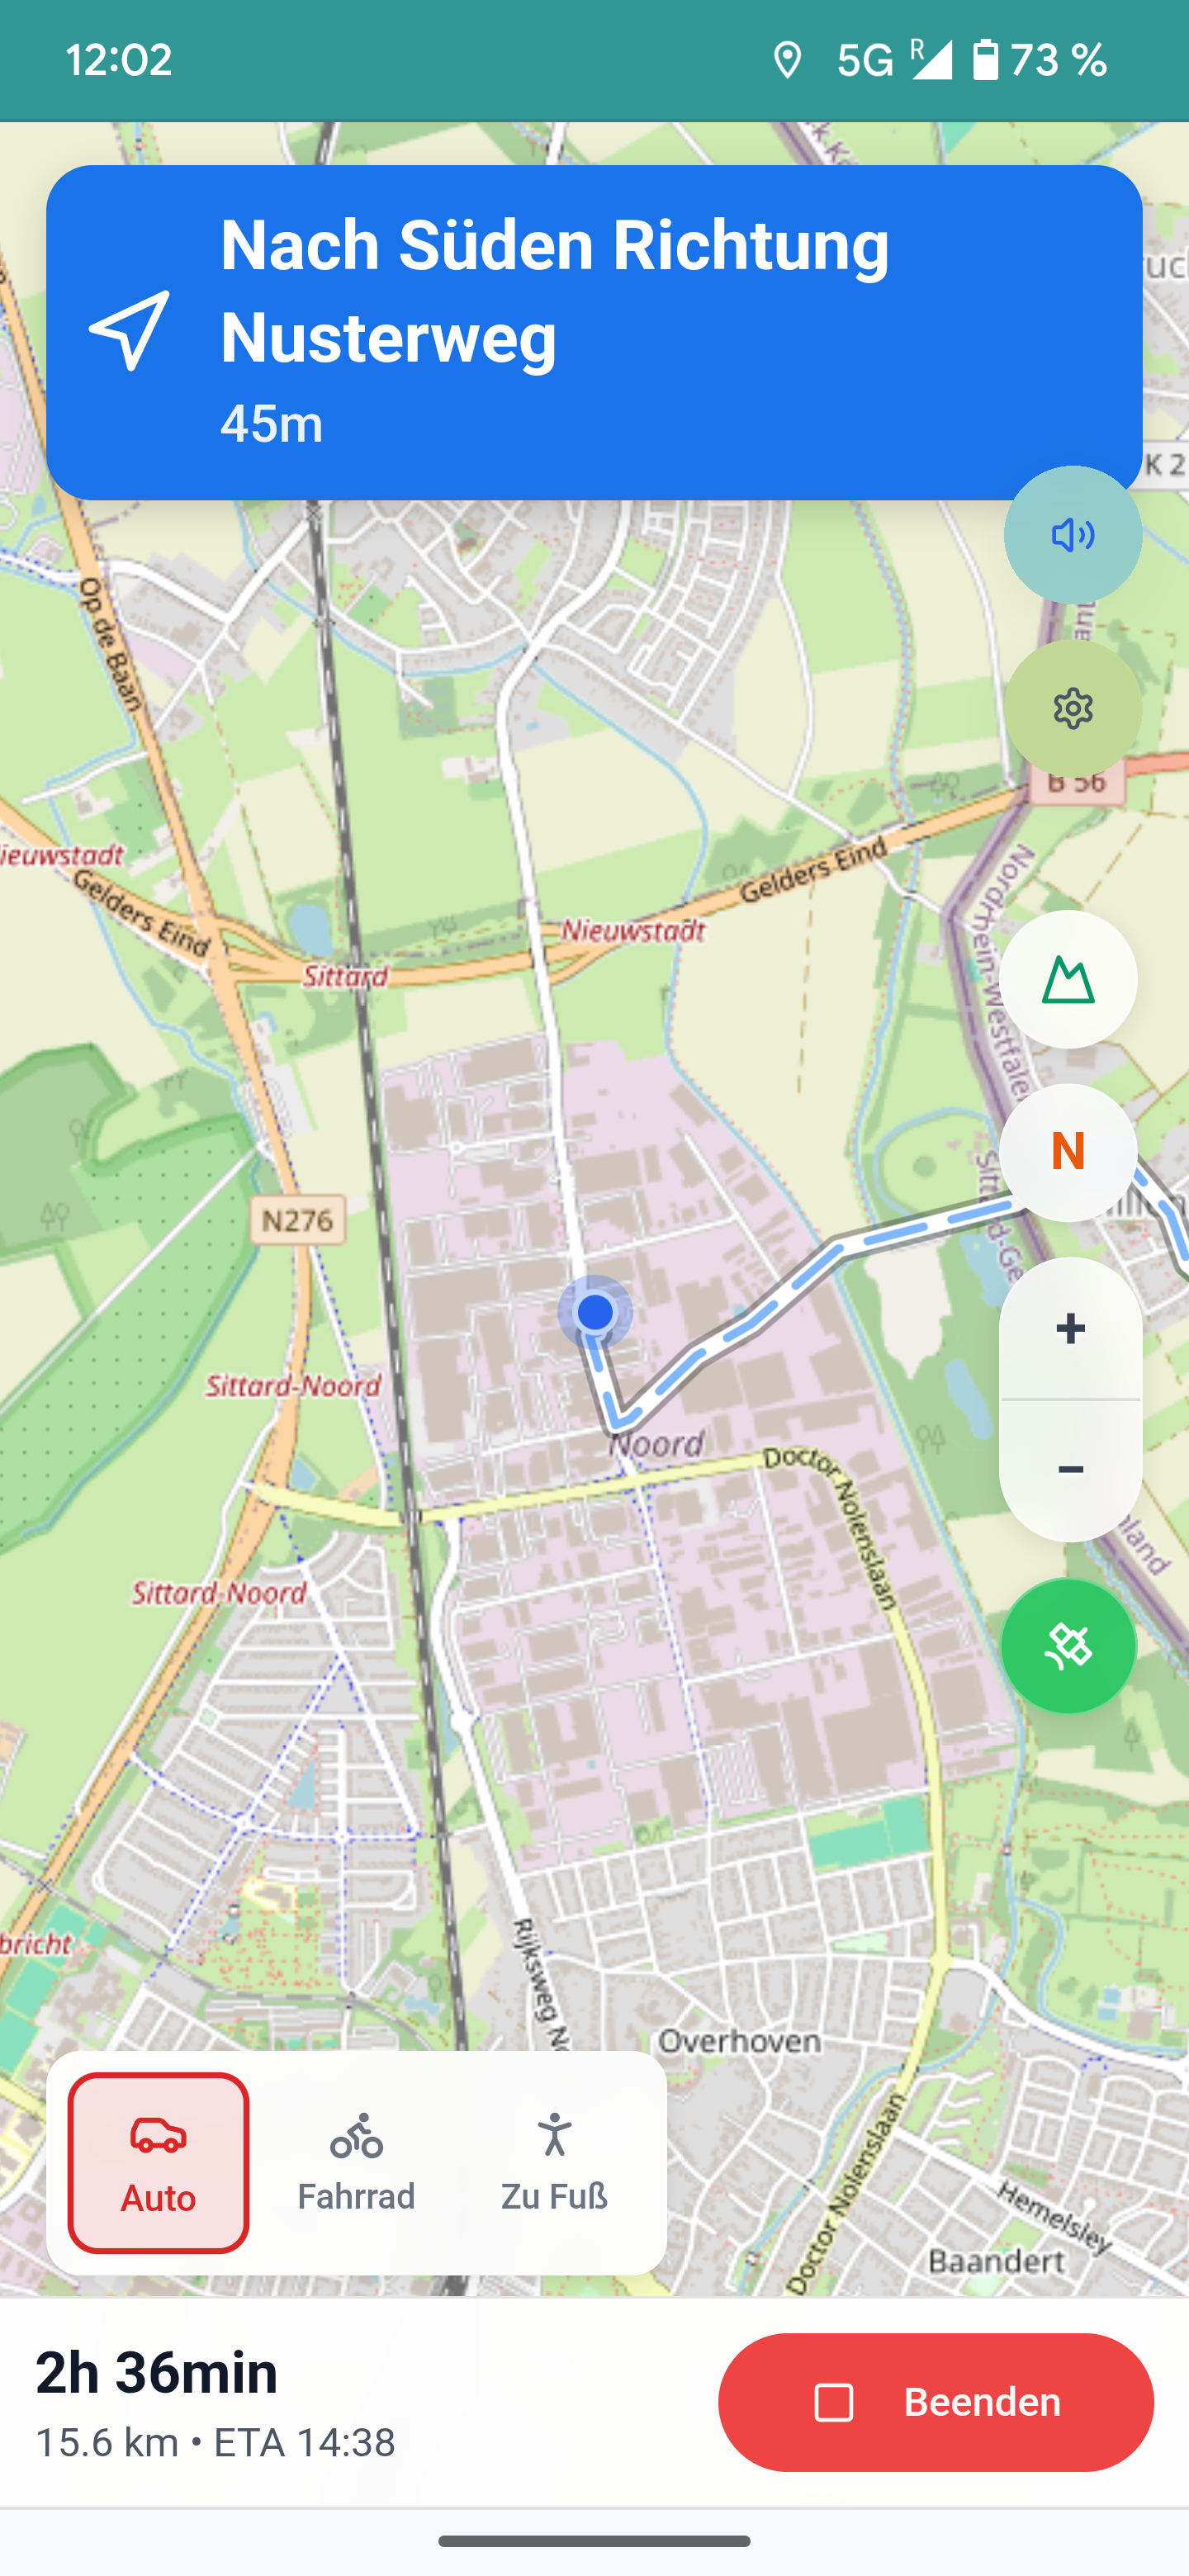 12:02
5G R 73 %
Nach Süden Richtung
Nusterweg
45m
K 2
Op de Baan
B 56
Gelders Eind
Gelders Eind
Nieuwstadt
Sittard
Nordrhein-Westfalen
N
N276
+
Sittard-Noord
Noord
Doctor Nolenslaan
−
Sittard-Noord
Rijksweg
Overhoven
Doctor Nolenslaan
Hemelsley
Baandert
Auto
Fahrrad
Zu Fuß
2h 36min
15.6 km • ETA 14:38
Beenden